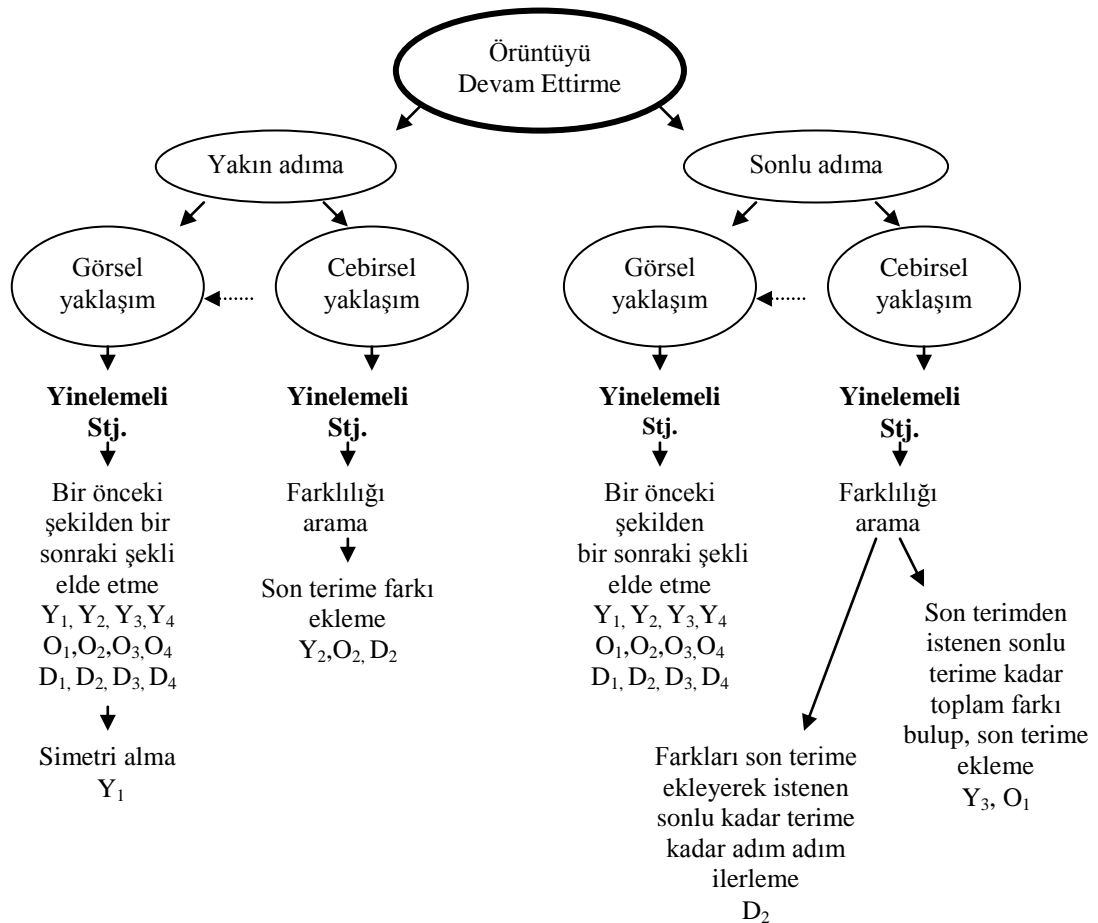 Örüntüyü
Devam Ettirme
Yakın adıma
Sonlu adıma
Görsel
yaklaşım
Cebirsel
yaklaşım
Görsel
yaklaşım
Cebirsel
yaklaşım
Yinelemeli
Stj.
Yinelemeli
Stj.
Yinelemeli
Stj.
Yinelemeli
Stj.
Bir önceki
şekilden bir
sonraki şekli
elde etme
Y₁, Y₂, Y₃,Y₄
O₁,O₂,O₃,O₄
D₁, D₂, D₃, D₄
Simetri alma
Y₁
Farklılığı
arama
Son terime farkı
ekleme
Y₂,O₂, D₂
Bir önceki
şekilden
bir sonraki şekli
elde etme
Y₁, Y₂, Y₃,Y₄
O₁,O₂,O₃,O₄
D₁, D₂, D₃, D₄
Farklılığı
arama
Farkları son terime
ekleyerek istenen
sonlu kadar terime
kadar adım adım
ilerleme
D₂
Son terimden
istenen sonlu
terime kadar
toplam farkı
bulup, son terime
ekleme
Y₃, O₁